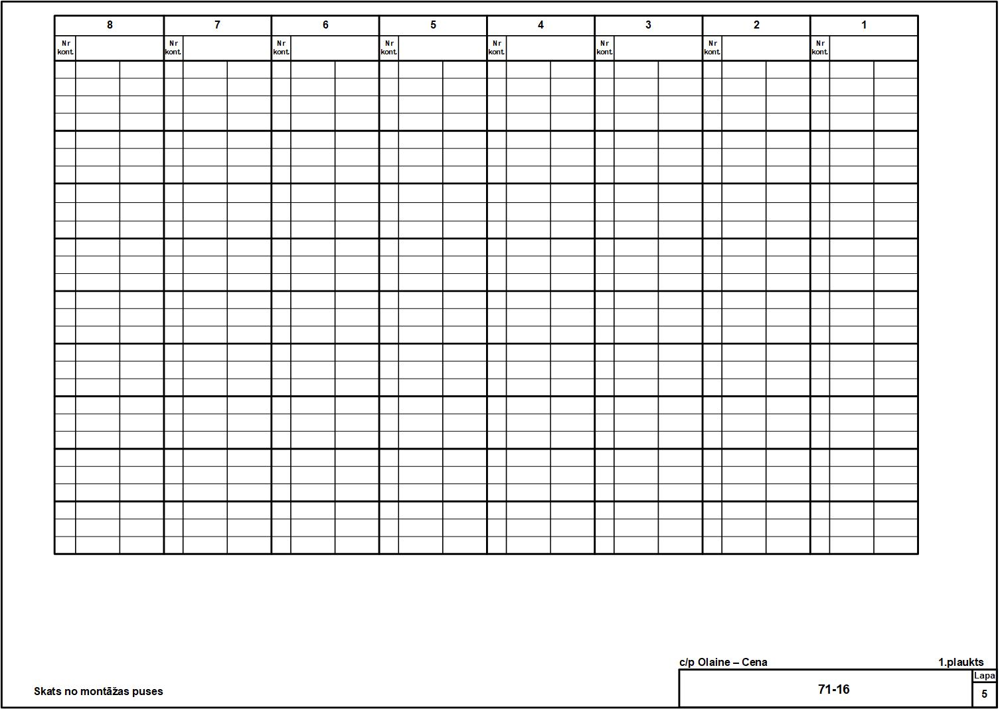 8 7 6 5 4 3 2 1
Nr Nr Nr Nr Nr Nr Nr Nr
kont. kont. kont. kont. kont. kont. kont. kont.
c/p Olaine – Cena 1.plaukts
Lapa
71-16
5
Skats no montāžas puses